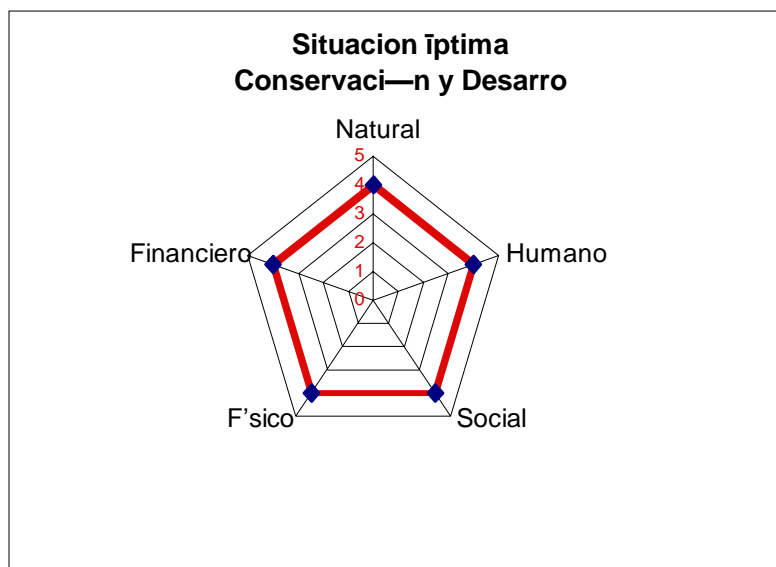 Situacion īptima
Conservaci—n y Desarro
Natural
5
4
3
2
1
0
Financiero
Humano
F’sico
Social